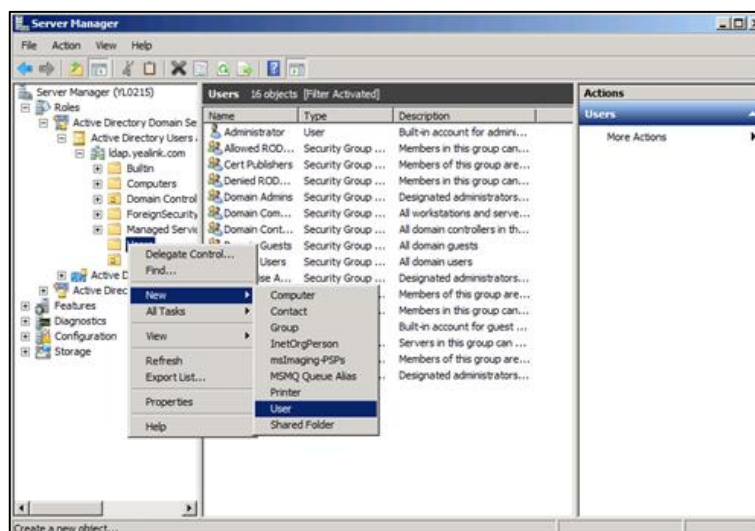 Server Manager
File Action View Help
Server Manager (YL0215)
Roles
Active Directory Domain Se
Active Directory Users
ldap.yealink.com
Builtin
Computers
Domain Control
ForeignSecurity
Managed Servic
Active D
Active Direc
Features
Diagnostics
Configuration
Storage
Users 16 objects [Filter Activated]
Name Type Description
Administrator User Built-in account for admini...
Allowed ROD... Security Group ... Members in this group can...
Cert Publishers Security Group ... Members of this group are...
Denied ROD... Security Group ... Members in this group can...
Domain Admins Security Group ... Designated administrators...
Domain Com... Security Group ... All workstations and serve...
Domain Cont... Security Group ... All domain controllers in th...
Guests Security Group ... All domain guests
Users Security Group ... All domain users
se A... Security Group ... Designated administrators...
Members of this group are...
Members in this group can...
Built-in account for guest ...
Servers in this group can ...
Members of this group are...
Designated administrators...
Delegate Control...
Find...
New
All Tasks
View
Refresh
Export List...
Properties
Help
Computer
Contact
Group
InetOrgPerson
msImaging-PSPs
MSMQ Queue Alias
Printer
User
Shared Folder
Actions
Users
More Actions
Create a new object...